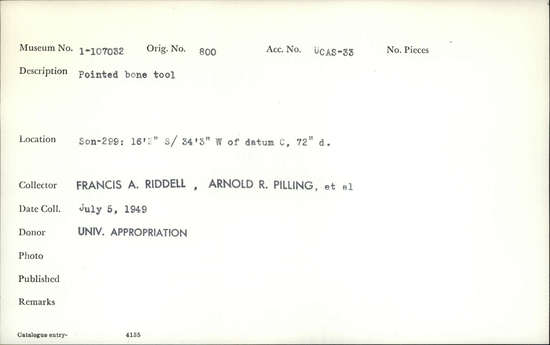 Museum No. 1-107032 Orig. No. 800 Acc. No. UCAS-33 No. Pieces
Description Pointed bone tool
Location Son-299: S/ 34'3" W of datum C, 72" d.
Collector FRANCIS A. RIDDELL , ARNOLD R. PILLING, et al
Date Coll. July 5, 1949
Donor UNIV. APPROPRIATION
Photo
Published
Remarks
Catalogue entry- 4155